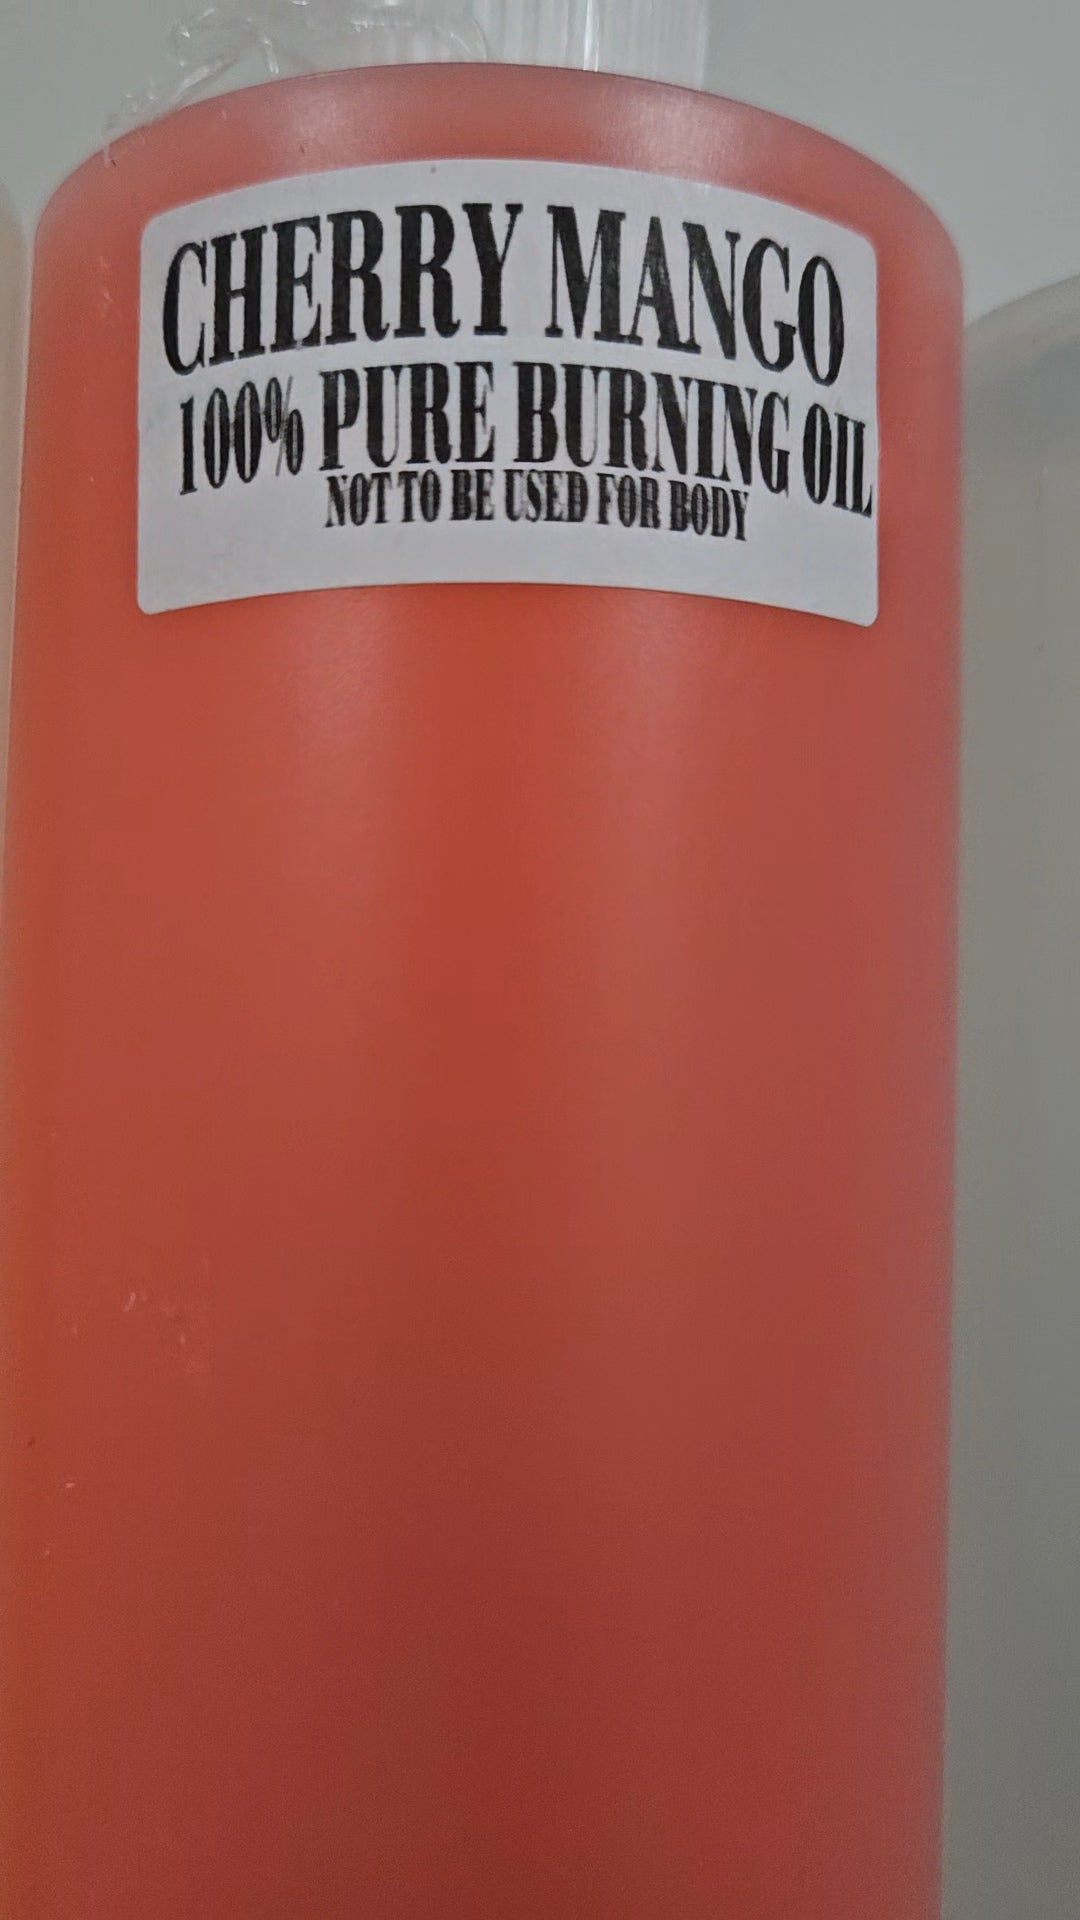 CHERRY MANGO
100% PURE BURNING OIL
NOT TO BE USED FOR BODY